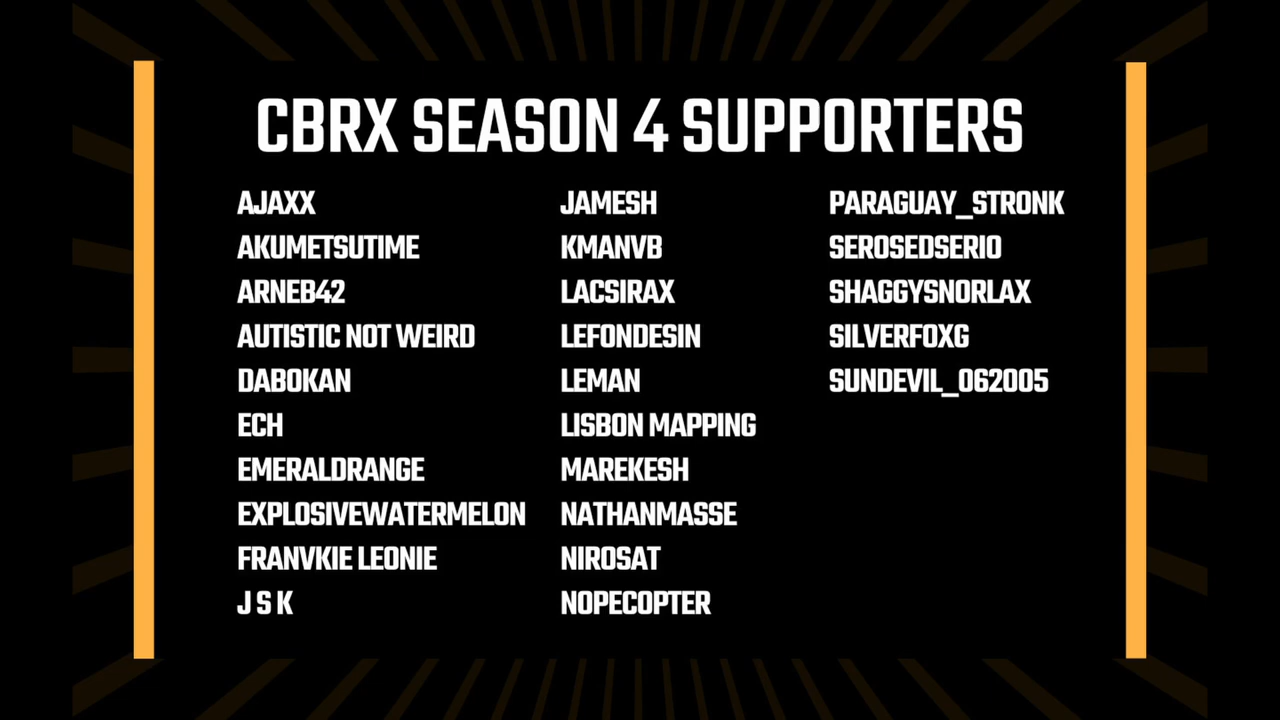 CBRX SEASON 4 SUPPORTERS
AJAXX
AKUMETSUTIME
ARNEB42
AUTISTIC NOT WEIRD
DABOKAN
ECH
EMERALDRANGE
EXPLOSIVEWATERMELON
FRANVKIE LEONIE
J S K
JAMESH
KMANVB
LACSIRAX
LEFONDESIN
LEMAN
LISBON MAPPING
MAREKESH
NATHANMASSE
NIROSAT
NOPECOPTER
PARAGUAY_STRONK
SEROSEDSERIO
SHAGGYSNORLAX
SILVERFOXG
SUNDEVIL_062005